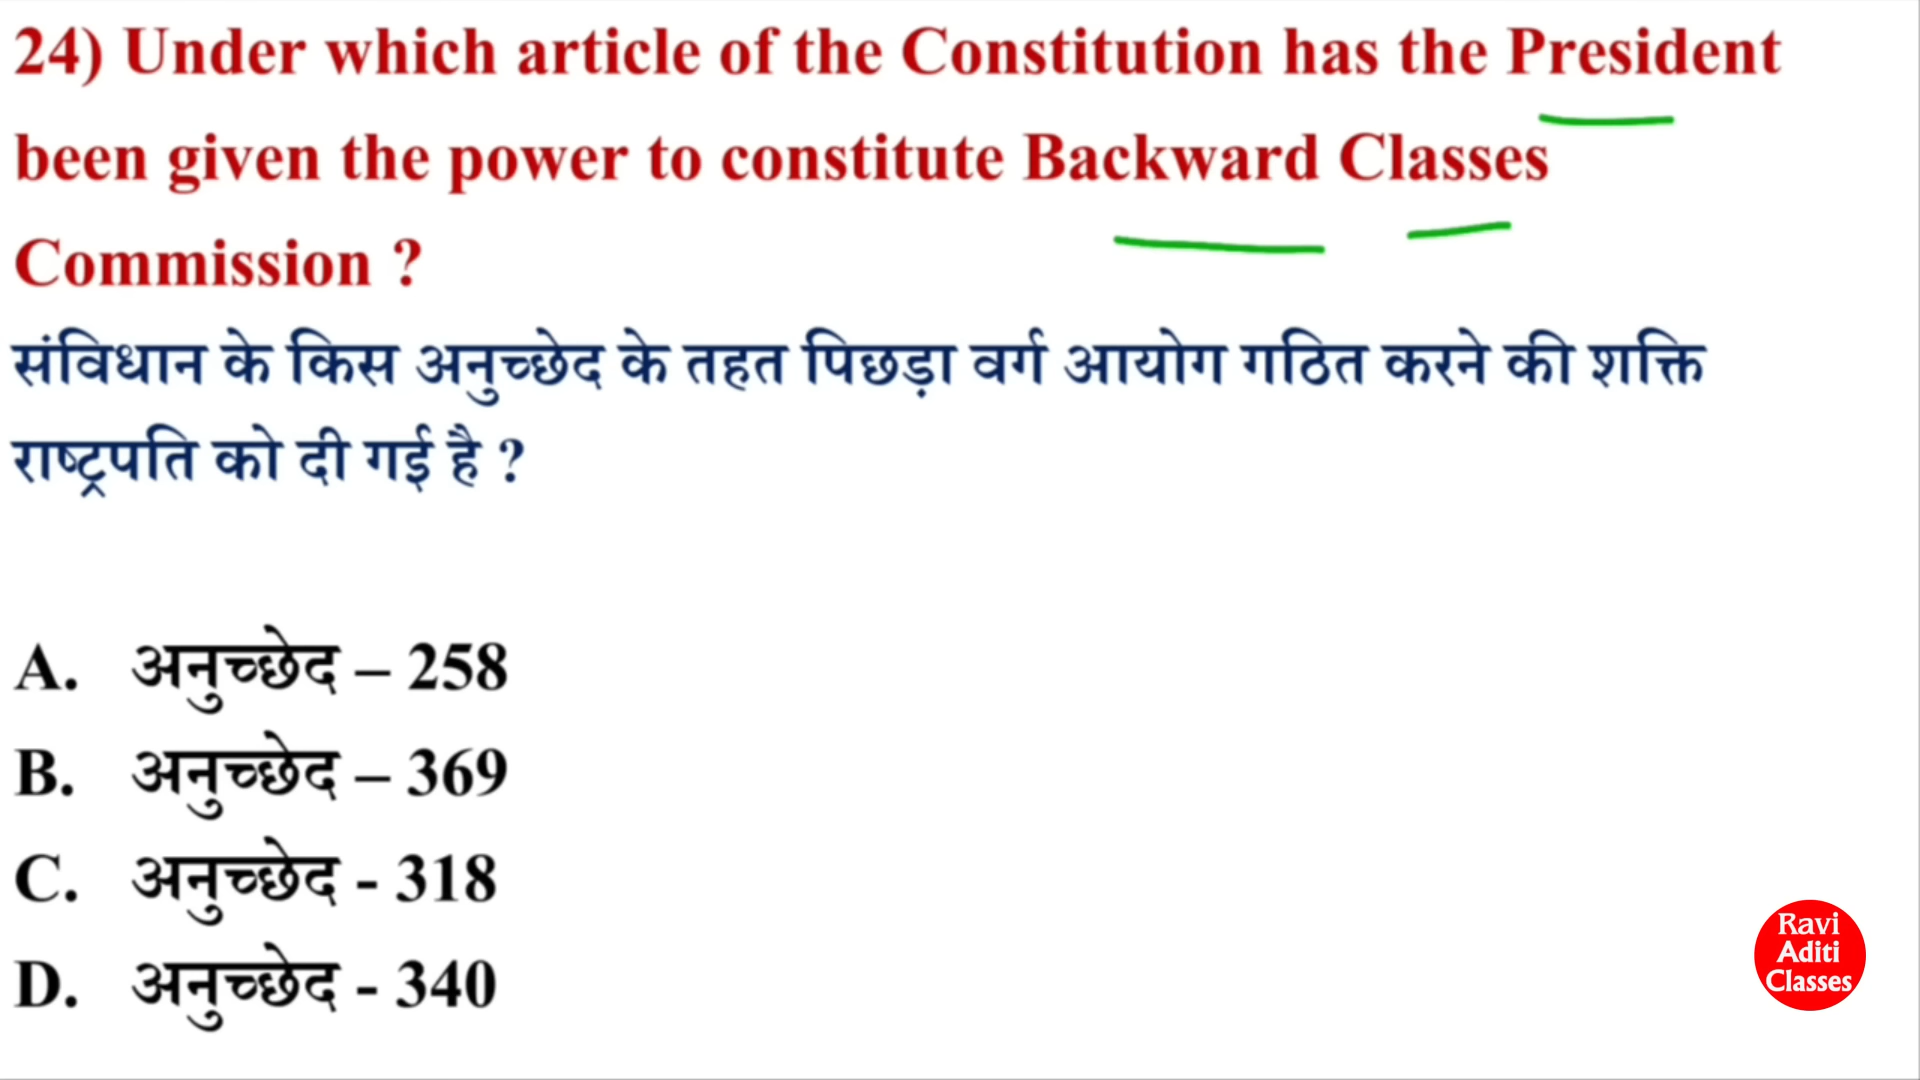 24) Under which article of the Constitution has the President
been given the power to constitute Backward Classes
Commission ?
संविधान के किस अनुच्छेद के तहत पिछड़ा वर्ग आयोग गठित करने की शक्ति
राष्ट्रपति को दी गई है ?
A. अनुच्छेद – 258
B. अनुच्छेद – 369
C. अनुच्छेद - 318
D. अनुच्छेद - 340
Ravi
Aditi
Classes